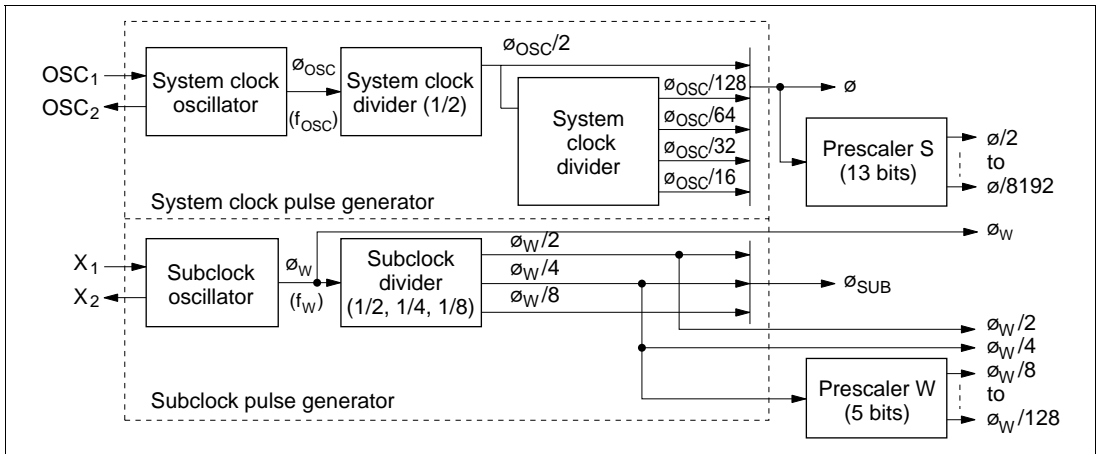 OSC1
OSC2
System clock
oscillator
øOSC
(fOSC)
System clock
divider (1/2)
øOSC/2
System
clock
divider
øOSC/128
øOSC/64
øOSC/32
øOSC/16
ø
Prescaler S
(13 bits)
ø/2
to
ø/8192
System clock pulse generator
X1
X2
Subclock
oscillator
øW
(fW)
Subclock
divider
(1/2, 1/4, 1/8)
øW/2
øW/4
øW/8
øW
øSUB
øW/2
øW/4
Prescaler W
(5 bits)
øW/8
to
øW/128
Subclock pulse generator